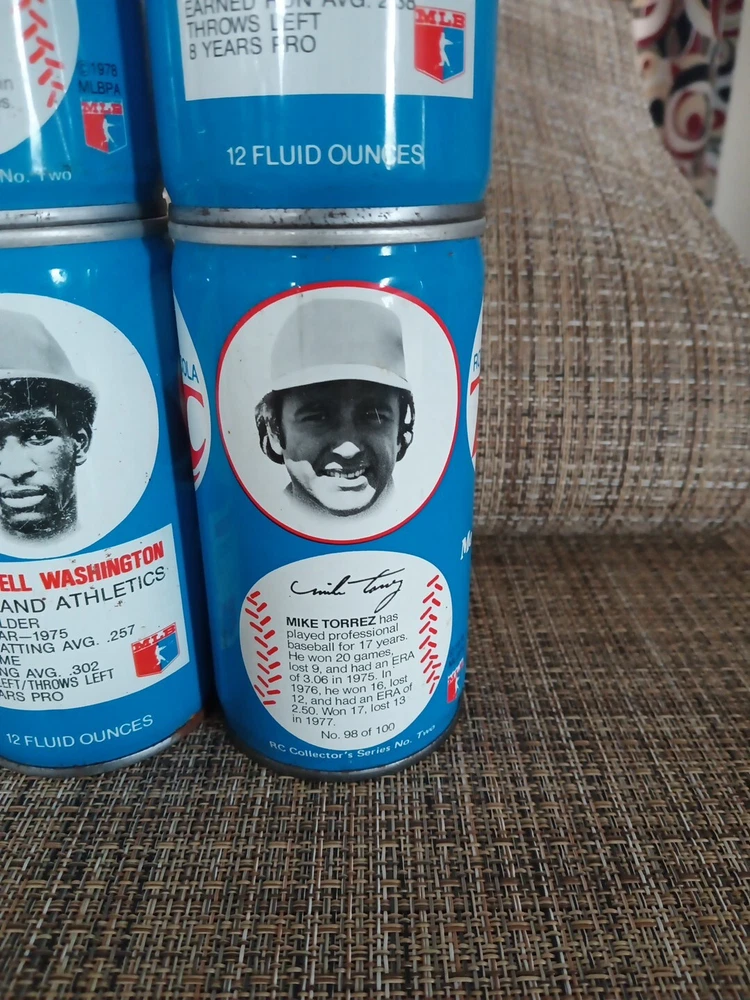 EARNED RUN AVG. 2.38
THROWS LEFT
8 YEARS PRO
MLB
12 FLUID OUNCES
©1978
MLBPA
MLB
No. Two
OLA
C
ELL WASHINGTON
AND ATHLETICS
LDER
AR—1975
ATTING AVG. .257
ME
NG AVG. .302
LEFT/THROWS LEFT
ARS PRO
MLB
12 FLUID OUNCES
Mike Torrez
MIKE TORREZ has
played professional
baseball for 17 years.
He won 20 games,
lost 9, and had an ERA
of 3.06 in 1975. In
1976, he won 16, lost
12, and had an ERA of
2.50. Won 17, lost 13
in 1977.
No. 98 of 100
RC Collector's Series No. Two